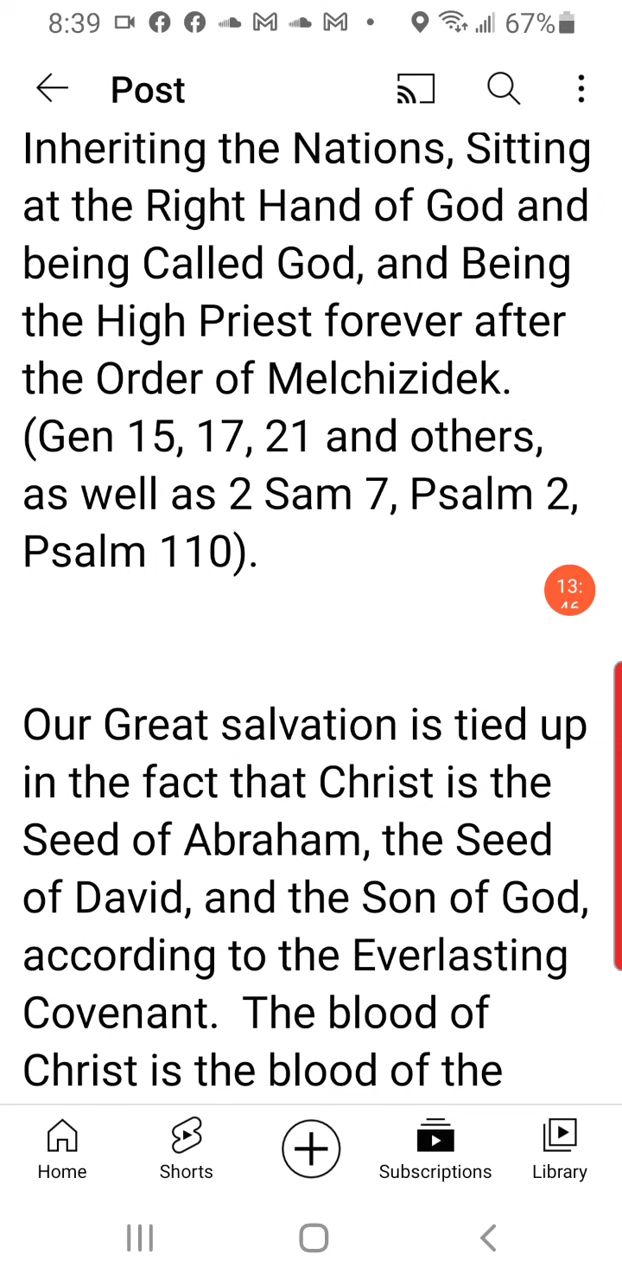 8:39 67%
Post
Inheriting the Nations, Sitting
at the Right Hand of God and
being Called God, and Being
the High Priest forever after
the Order of Melchizidek.
(Gen 15, 17, 21 and others,
as well as 2 Sam 7, Psalm 2,
Psalm 110).
13:
Our Great salvation is tied up
in the fact that Christ is the
Seed of Abraham, the Seed
of David, and the Son of God,
according to the Everlasting
Covenant. The blood of
Christ is the blood of the
Home Shorts Subscriptions Library